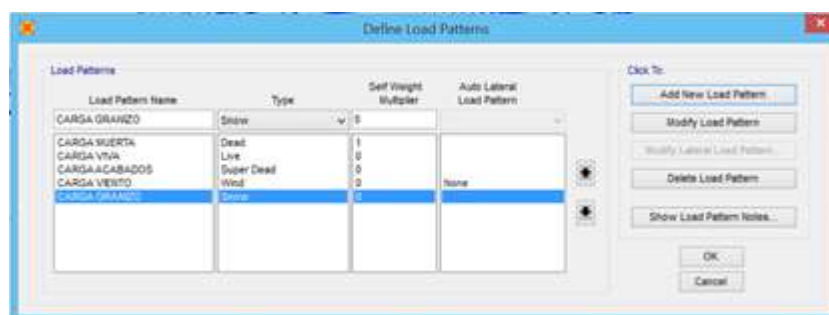 Define Load Patterns
Load Patterns
Load Pattern Name Type Self Weight Multiplier Auto Lateral Load Pattern
CARGA GRANIZO Snow 0
CARGA MUERTA Dead 1
CARGA VIVA Live 0
CARGA ACABADOS Super Dead 0
CARGA VIENTO Wind 0 None
CARGA GRANIZO Snow 0
Click To:
Add New Load Pattern
Modify Load Pattern
Modify Lateral Load Pattern...
Delete Load Pattern
Show Load Pattern Notes...
OK
Cancel